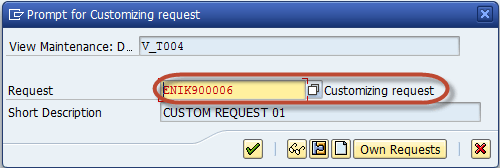 Prompt for Customizing request
View Maintenance: D... V_T004
Request ENIK900006 Customizing request
Short Description CUSTOM REQUEST 01
Own Requests